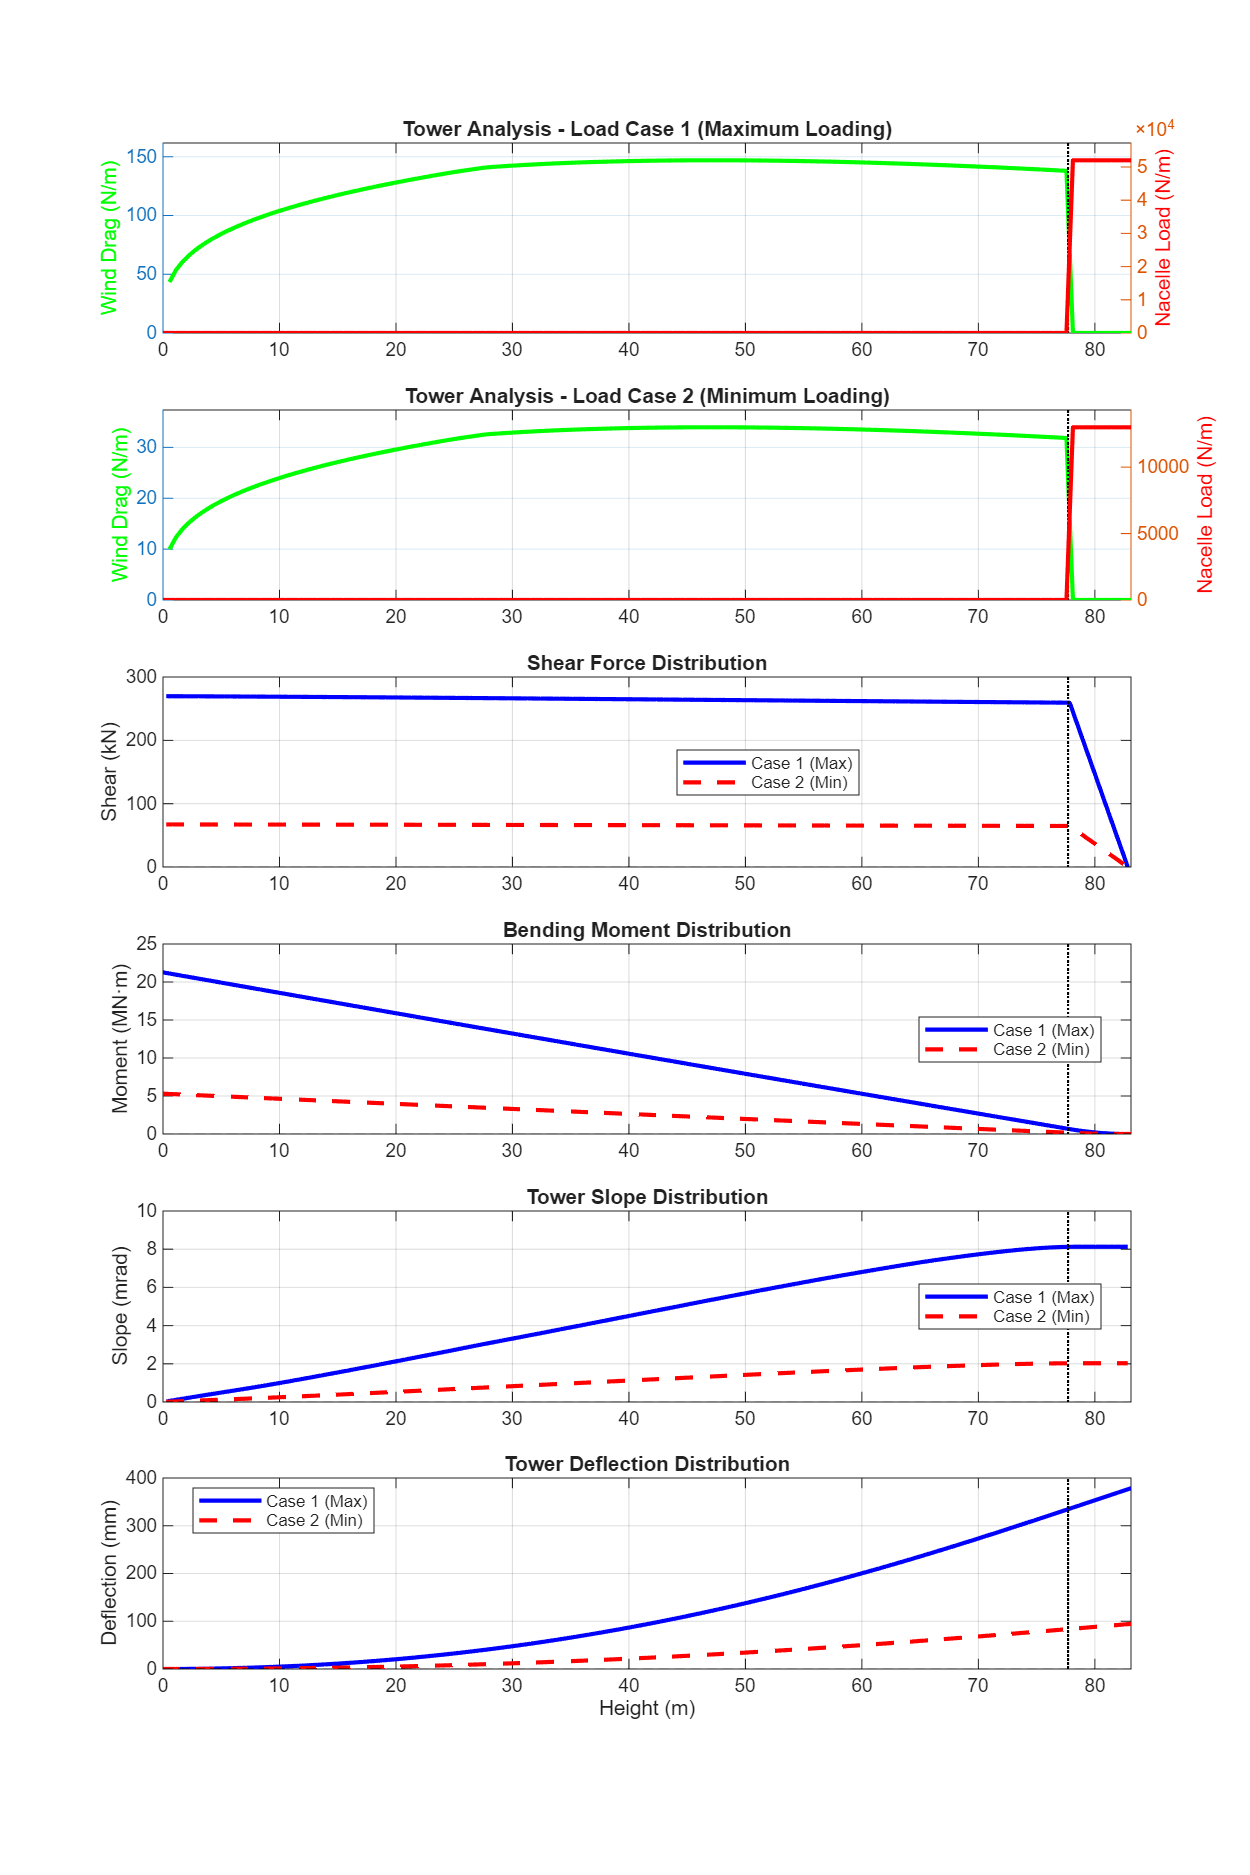 Tower Analysis - Load Case 1 (Maximum Loading)
×10⁴
Wind Drag (N/m)
150
100
50
0
5
4
3
2
1
0
Nacelle Load (N/m)
0 10 20 30 40 50 60 70 80
Tower Analysis - Load Case 2 (Minimum Loading)
Wind Drag (N/m)
30
20
10
0
10000
5000
0
Nacelle Load (N/m)
0 10 20 30 40 50 60 70 80
Shear Force Distribution
Shear (kN)
300
200
100
0
Case 1 (Max)
Case 2 (Min)
0 10 20 30 40 50 60 70 80
Bending Moment Distribution
Moment (MN·m)
25
20
15
10
5
0
Case 1 (Max)
Case 2 (Min)
0 10 20 30 40 50 60 70 80
Tower Slope Distribution
Slope (mrad)
10
8
6
4
2
0
Case 1 (Max)
Case 2 (Min)
0 10 20 30 40 50 60 70 80
Tower Deflection Distribution
Deflection (mm)
400
300
200
100
0
Case 1 (Max)
Case 2 (Min)
0 10 20 30 40 50 60 70 80
Height (m)